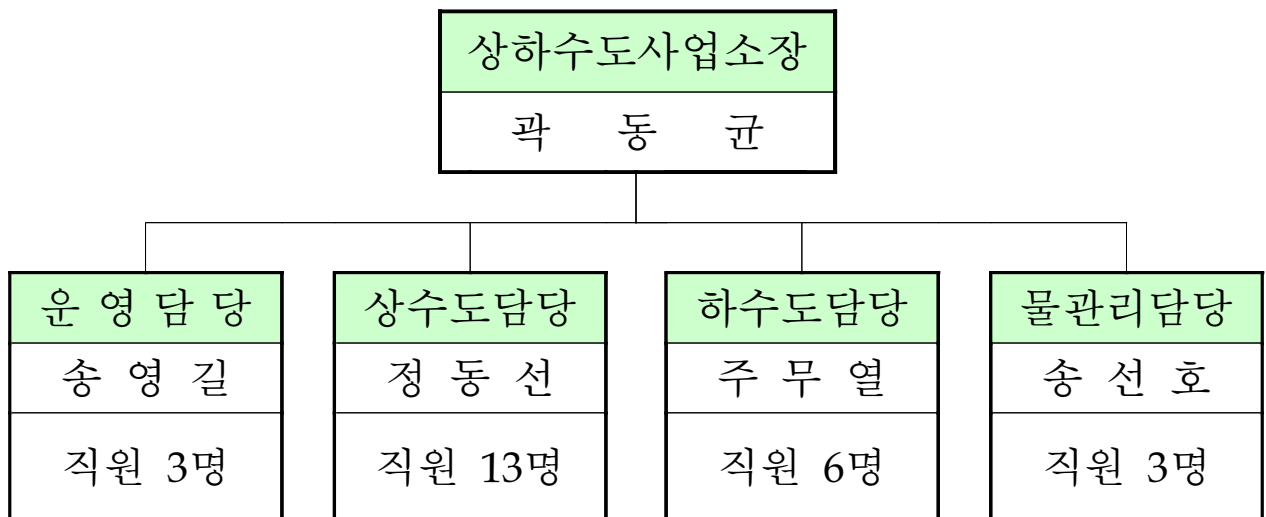 상하수도사업소장
곽 동 균
운 영 담 당
송 영 길
직원 3명
상수도담당
정 동 선
직원 13명
하수도담당
주 무 열
직원 6명
물관리담당
송 선 호
직원 3명